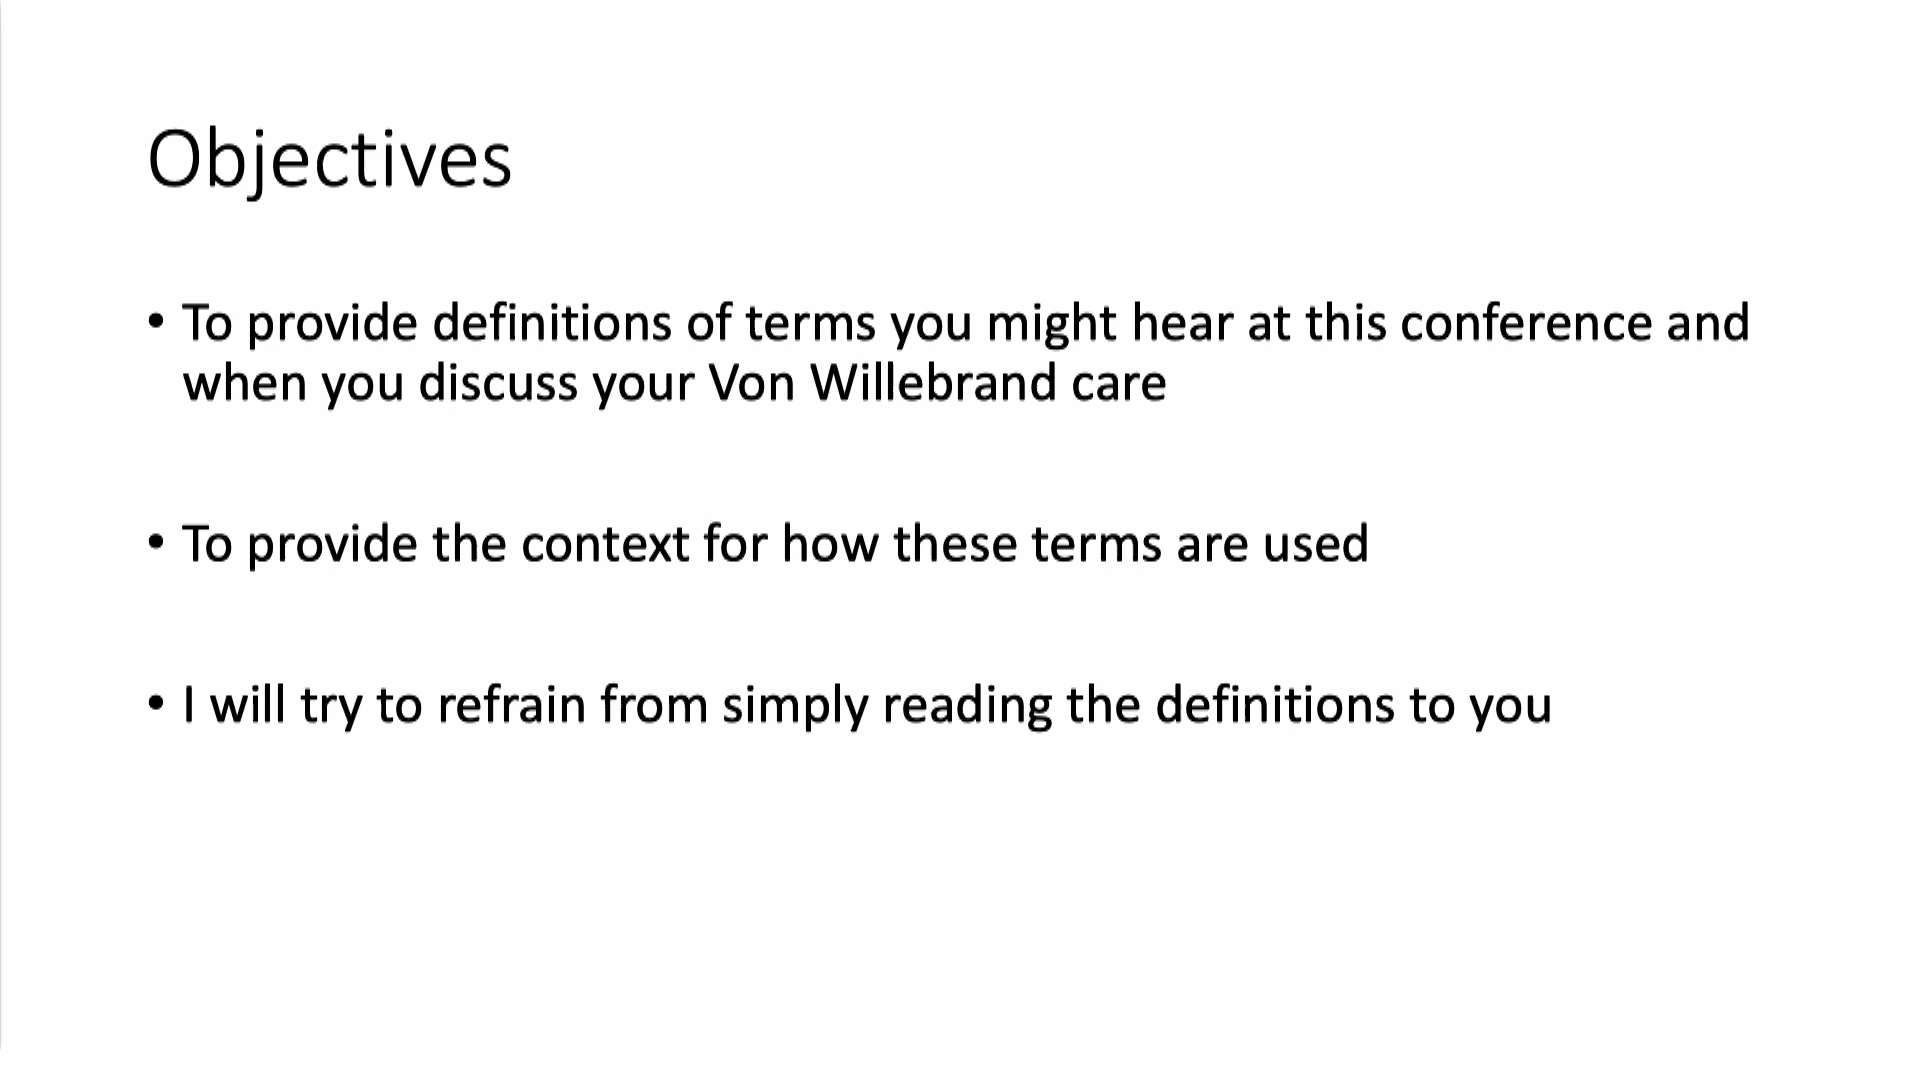 Objectives
• To provide definitions of terms you might hear at this conference and
when you discuss your Von Willebrand care
• To provide the context for how these terms are used
• I will try to refrain from simply reading the definitions to you